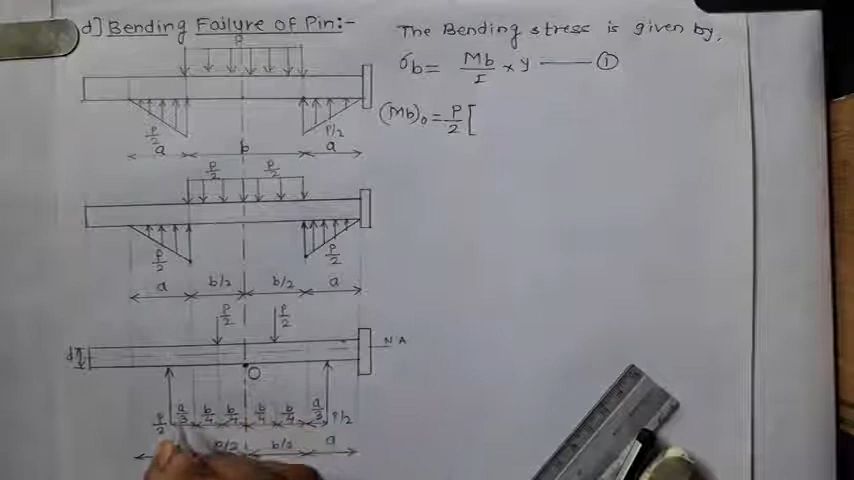 d] Bending Failure of Pin:-
P
P/2
P/2
a
b
a
P/2
P/2
P/2
P/2
a
b/2
b/2
a
P/2
P/2
d
N A
O
P/2
a/3
b/4
b/4
b/4
b/4
a/3
P/2
b/2
b/2
a
The Bending stress is given by,
σb = Mb/I × y —— ①
(Mb)₀ = P/2 [